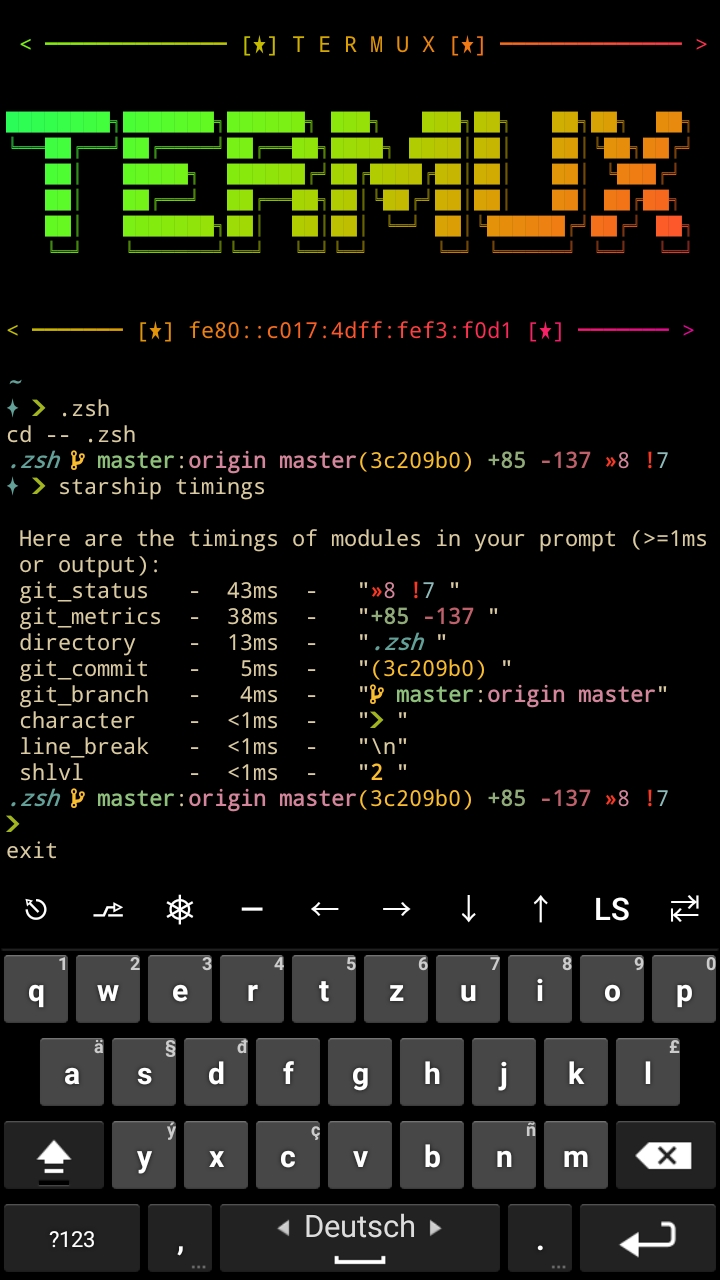 < ────────────── [★] T E R M U X [★] ────────────── >
TERMUX
< ─────── [★] fe80::c017:4dff:fef3:f0d1 [★] ─────── >
~
✦ ❯ .zsh
cd -- .zsh
.zsh master:origin master(3c209b0) +85 -137 »8 !7
✦ ❯ starship timings
Here are the timings of modules in your prompt (>=1ms
or output):
git_status - 43ms - "»8 !7 "
git_metrics - 38ms - "+85 -137 "
directory - 13ms - ".zsh "
git_commit - 5ms - "(3c209b0) "
git_branch - 4ms - " master:origin master"
character - <1ms - "❯ "
line_break - <1ms - "\n"
shlvl - <1ms - "2 "
.zsh master:origin master(3c209b0) +85 -137 »8 !7
❯
exit
— ← → ↓ ↑ LS
1 2 3 4 5 6 7 8 9 0
q w e r t z u i o p
ä § đ £
a s d f g h j k l
ý ç ñ
y x c v b n m
?123 , ... ◀ Deutsch ▶ . ...